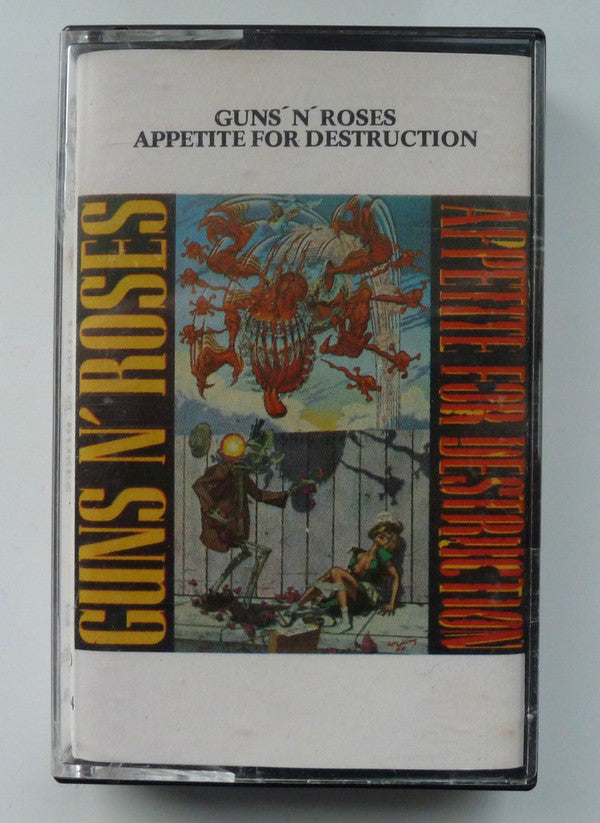 GUNS´N´ROSES
APPETITE FOR DESTRUCTION
GUNS N' ROSES
APPETITE FOR DESTRUCTION